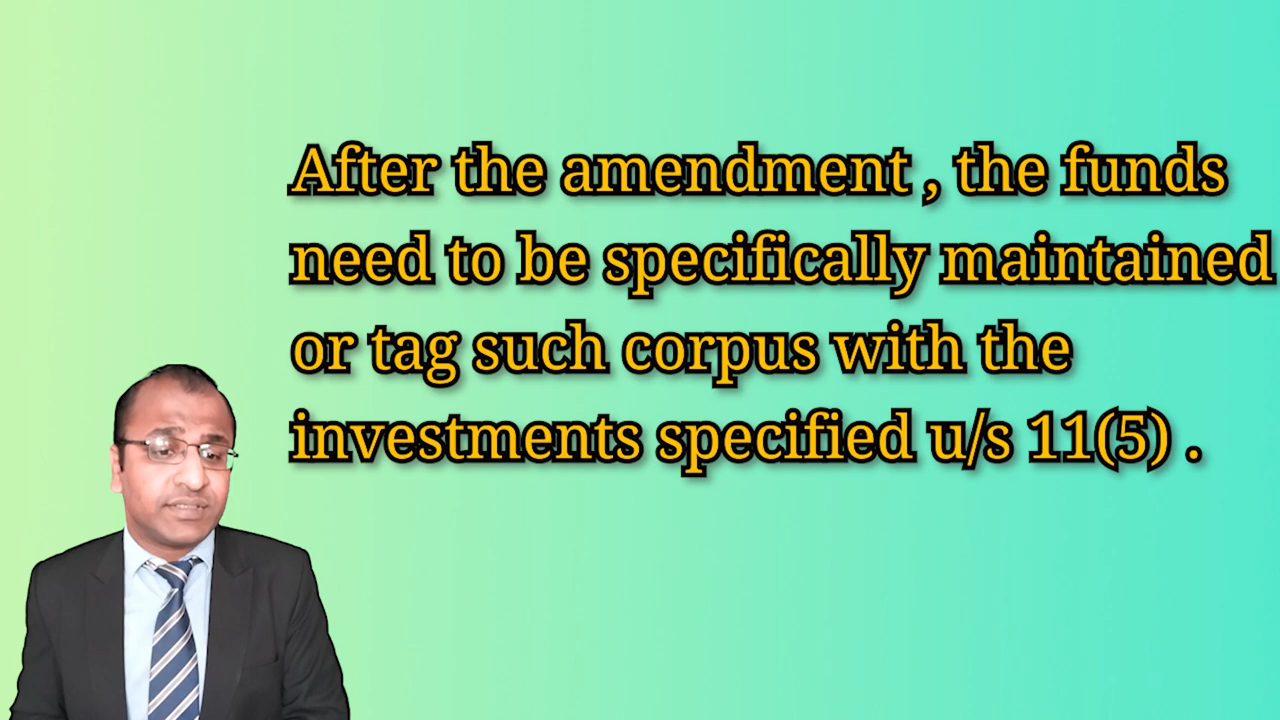 After the amendment , the funds
need to be specifically maintained
or tag such corpus with the
investments specified u/s 11(5) .